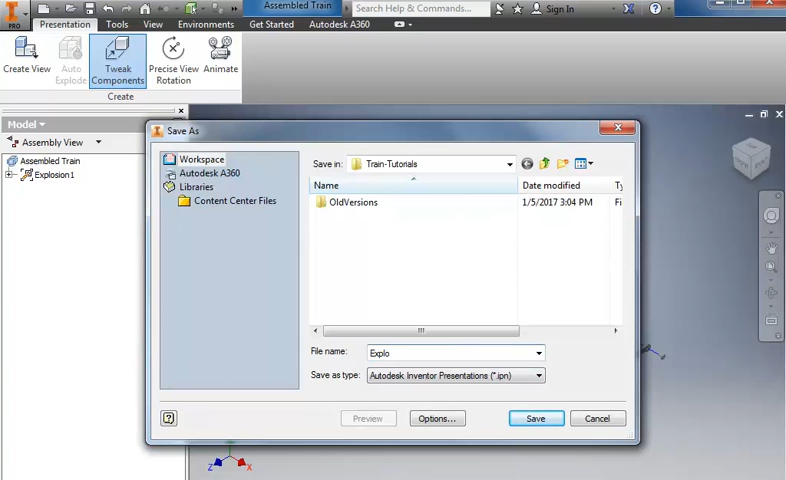 Assembled Train
Search Help & Commands...
Sign In
PRO
Presentation
Tools
View
Environments
Get Started
Autodesk A360
Create View
Auto Explode
Tweak Components
Precise View Rotation
Animate
Create
Model
Assembly View
Assembled Train
Explosion1
Save As
Workspace
Autodesk A360
Libraries
Content Center Files
Save in:
Train-Tutorials
Name
Date modified
Ty
OldVersions
1/5/2017 3:04 PM
Fi
File name:
Explo
Save as type:
Autodesk Inventor Presentations (*.ipn)
Preview
Options...
Save
Cancel
Z
X